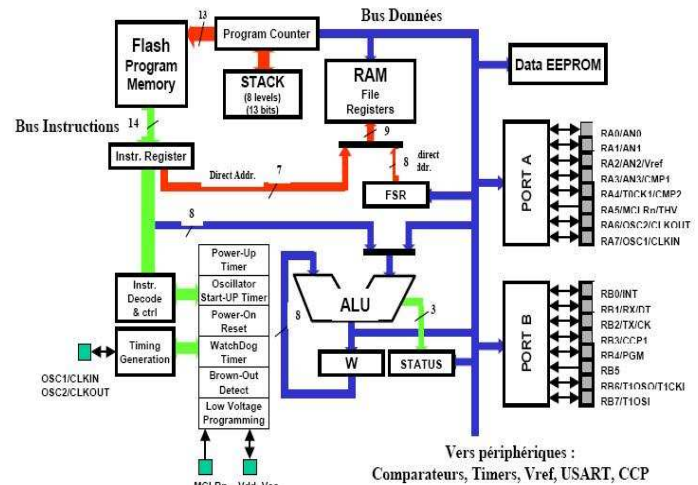 Bus Données
13
Program Counter
Flash
Program
Memory
STACK
(8 levels)
(13 bits)
RAM
File
Registers
Data EEPROM
Bus Instructions
14
9
Instr. Register
Direct Addr.
7
8
direct
ddr.
FSR
PORT A
RA0/AN0
RA1/AN1
RA2/AN2/Vref
RA3/AN3/CMP1
RA4/T0CK1/CMP2
RA5/MCLRn/THV
RA6/OSC2/CLKOUT
RA7/OSC1/CLKIN
8
Power-Up
Timer
Oscillator
Start-UP Timer
Power-On
Reset
WatchDog
Timer
Brown-Out
Detect
Low Voltage
Programming
Instr.
Decode
& ctrl
Timing
Generation
OSC1/CLKIN
OSC2/CLKOUT
8
ALU
3
W
STATUS
PORT B
RB0/INT
RB1/RX/DT
RB2/TX/CK
RB3/CCP1
RB4/PGM
RB5
RB6/T1OSO/T1CKI
RB7/T1OSI
MCLRn
Vdd, Vss
Vers périphériques :
Comparateurs, Timers, Vref, USART, CCP